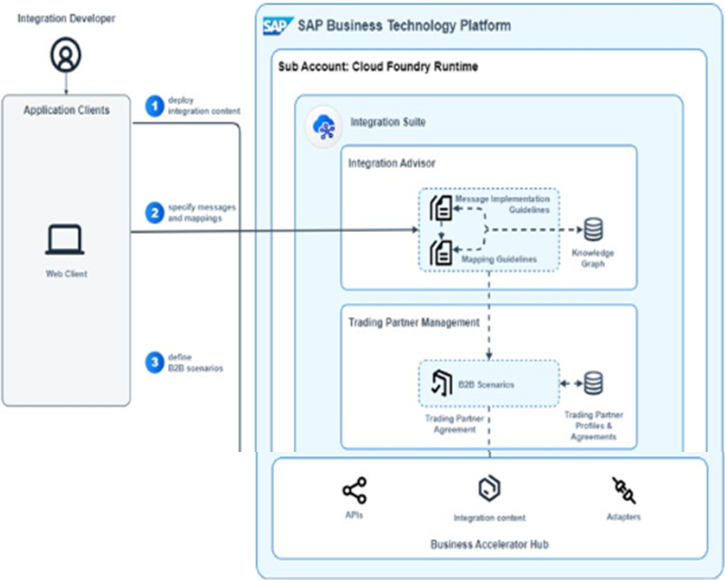 Integration Developer
SAP
SAP Business Technology Platform
Sub Account: Cloud Foundry Runtime
Application Clients
1
deploy
integration content
Integration Suite
Integration Advisor
2
specify messages
and mappings
Message Implementation
Guidelines
Mapping Guidelines
Knowledge
Graph
Web Client
Trading Partner Management
3
define
B2B scenarios
B2B Scenarios
Trading Partner
Agreement
Trading Partner
Profiles &
Agreements
APIs
Integration content
Adapters
Business Accelerator Hub